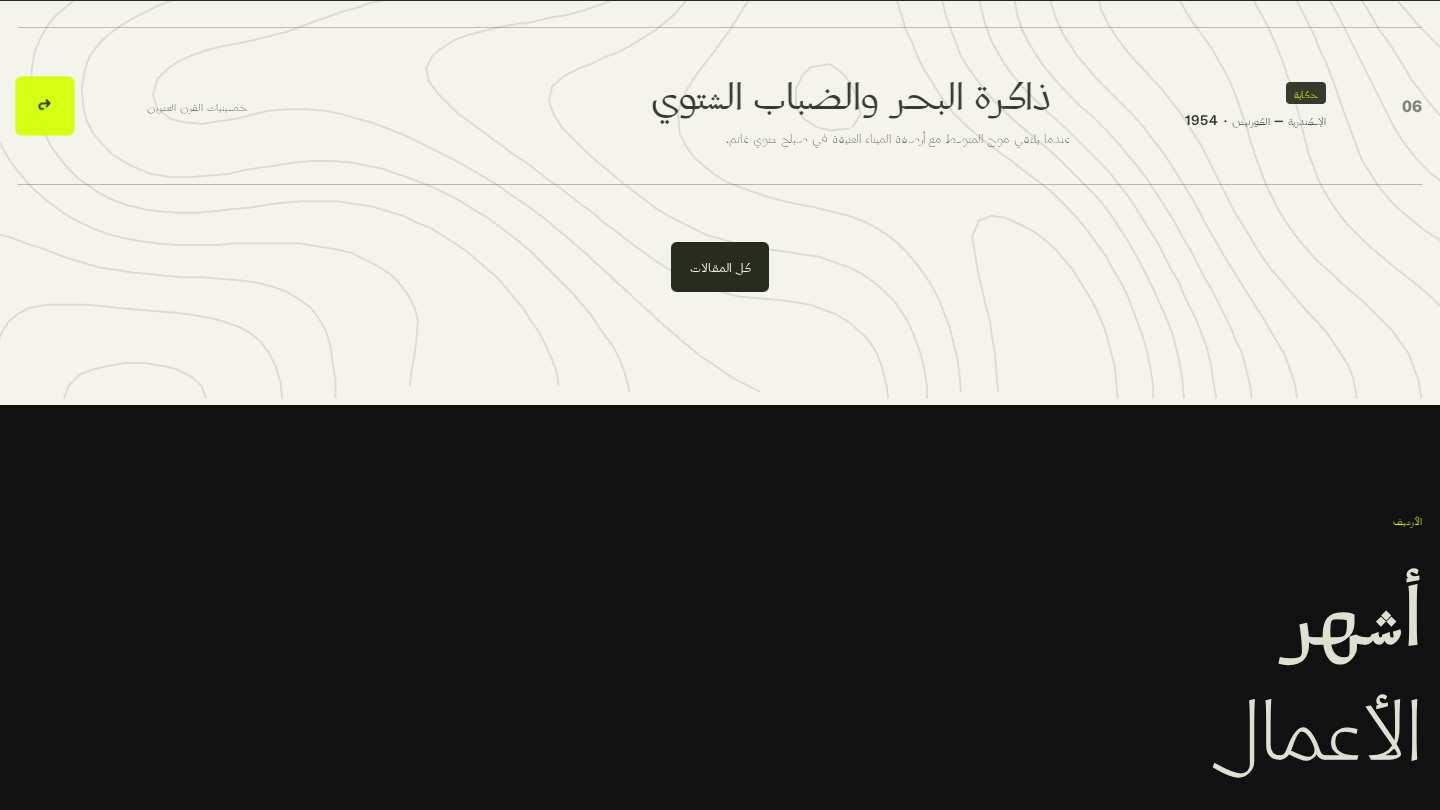 06
حكاية
الإسكندرية — الكورنيش · 1954
ذاكرة البحر والضباب الشتوي
عندما يلتقي موج المتوسط مع أرصفة الميناء العتيقة في صباح شتوي غائم.
خمسينيات القرن العشرين
كل المقالات
الأرشيف
أشهر
الأعمال